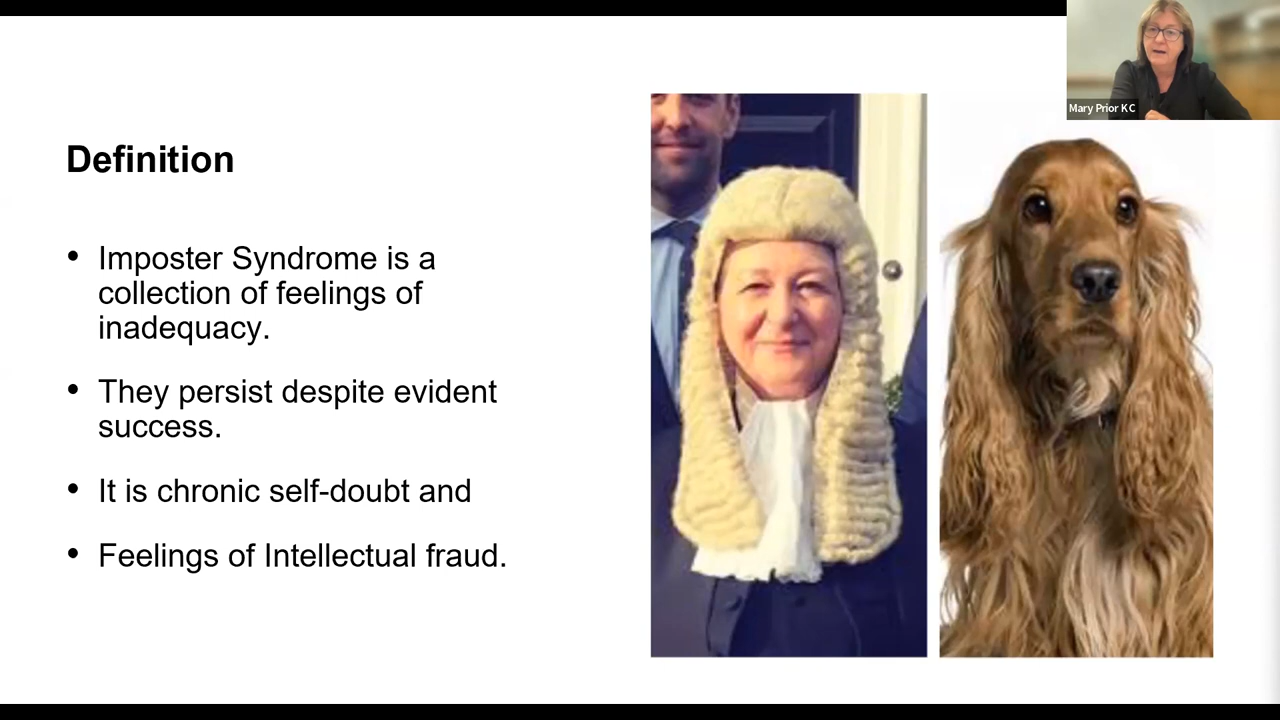 Mary Prior KC
Definition
• Imposter Syndrome is a
collection of feelings of
inadequacy.
• They persist despite evident
success.
• It is chronic self-doubt and
• Feelings of Intellectual fraud.